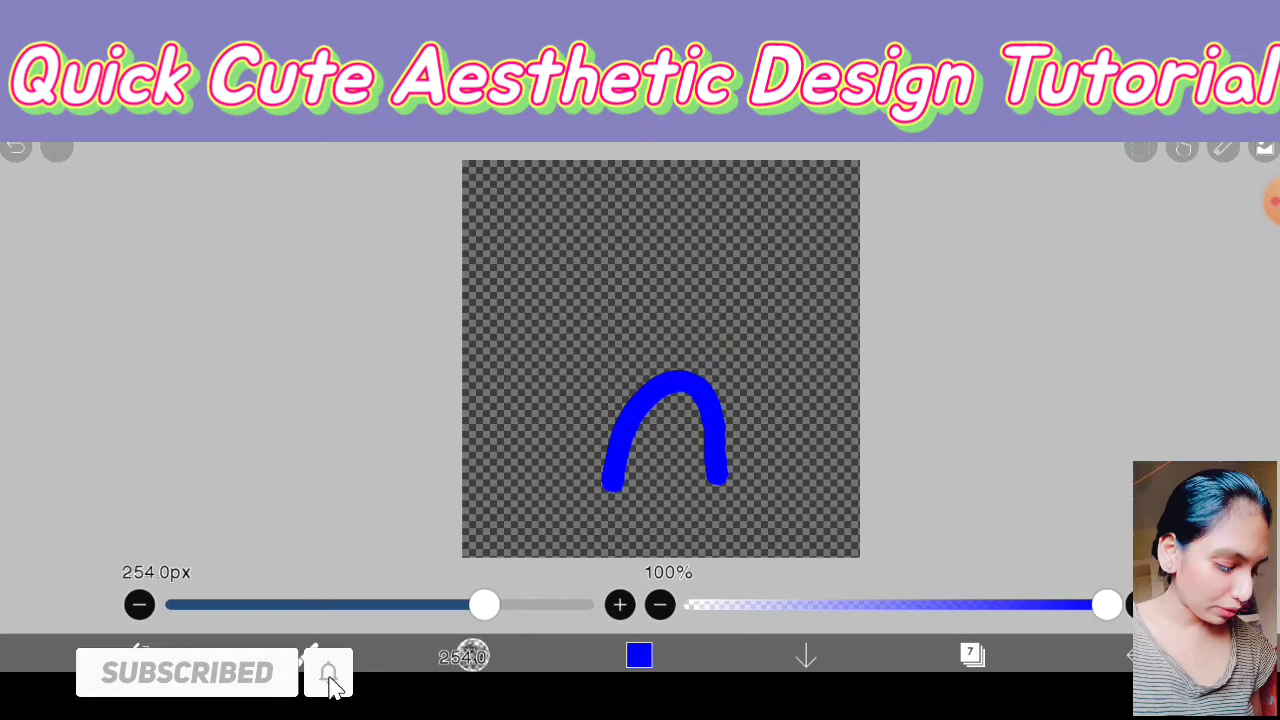 Quick Cute Aesthetic Design Tutorial
254.0px
100%
254.0
7
SUBSCRIBED